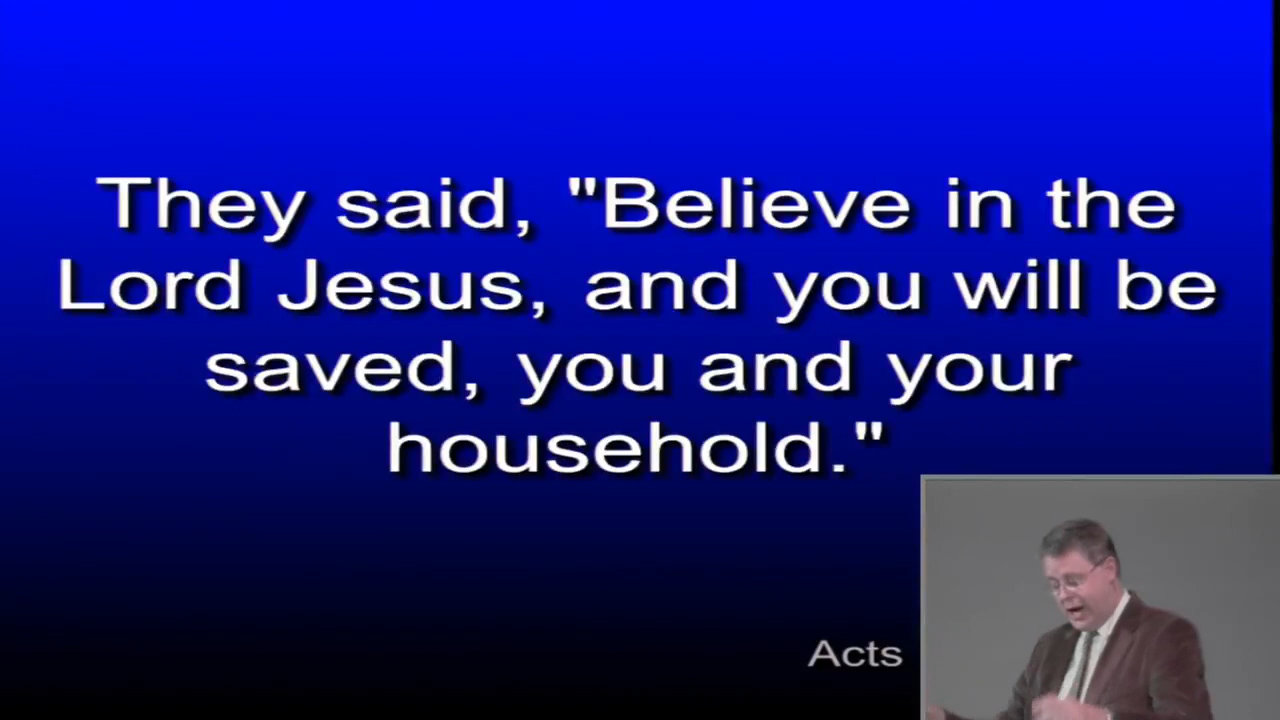 They said, "Believe in the
Lord Jesus, and you will be
saved, you and your
household."
Acts